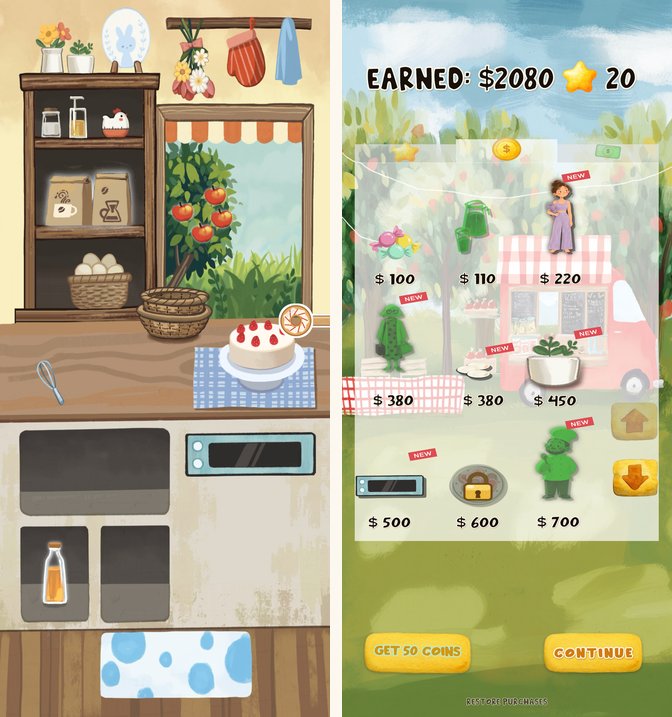 EARNED: $2080 20
$
$
NEW
$ 100
$ 110
$ 220
NEW
NEW
NEW
$ 380
$ 380
$ 450
NEW
NEW
$ 500
$ 600
$ 700
GET 50 COINS
CONTINUE
RESTORE PURCHASES